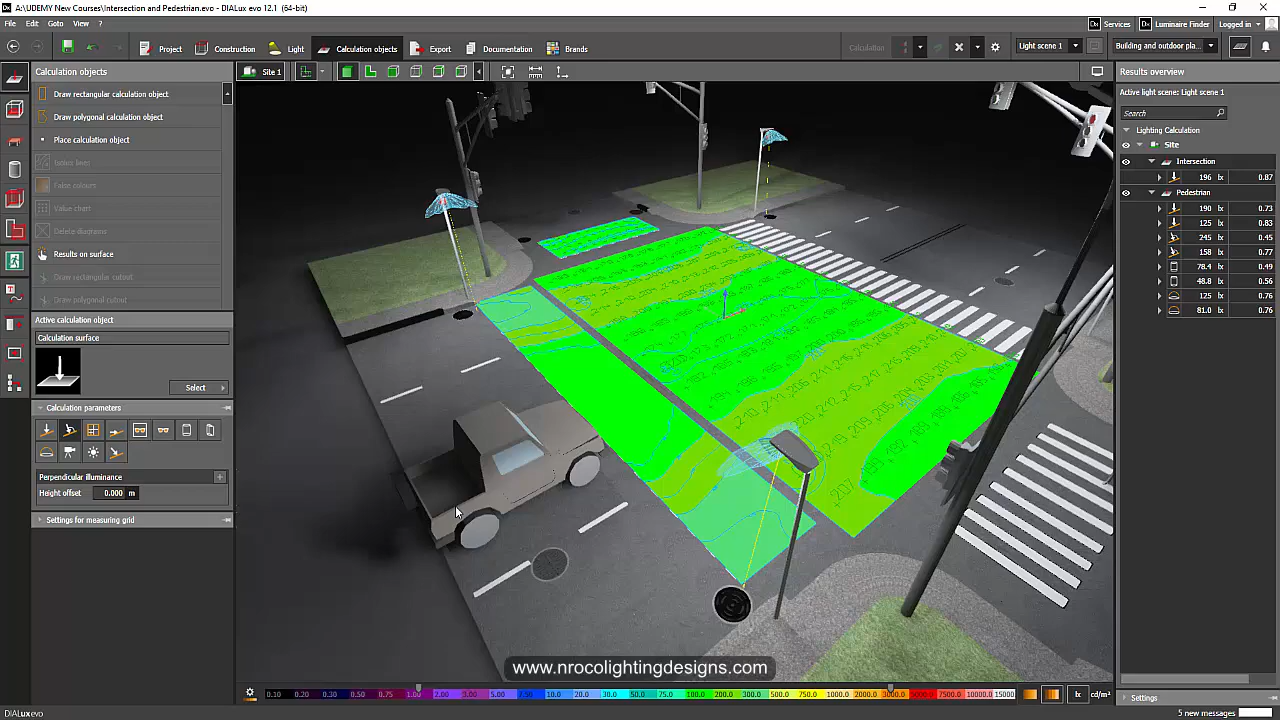 A:\UDEMY New Courses\Intersection and Pedestrian.evo - DIALux evo 12.1 (64-bit)
File Edit Goto View ?
Services Luminaire Finder Logged in
Project Construction Light Calculation objects Export Documentation Brands
Calculation Light scene 1 Building and outdoor pla...
Calculation objects
Site 1
Results overview
Draw rectangular calculation object
Draw polygonal calculation object
Place calculation object
Isolux lines
False colours
Value chart
Delete diagrams
Results on surface
Draw rectangular cutout
Draw polygonal cutout
Active calculation object
Calculation surface
Select
Calculation parameters
Perpendicular illuminance
Height offset 0.000 m
Settings for measuring grid
Active light scene: Light scene 1
Search
Lighting Calculation
Site
Intersection
196 lx 0.87
Pedestrian
190 lx 0.73
125 lx 0.83
245 lx 0.45
158 lx 0.77
78.4 lx 0.49
48.8 lx 0.56
125 lx 0.76
81.0 lx 0.76
www.nrocolightingdesigns.com
0.10 0.20 0.30 0.50 0.75 1.00 2.00 3.00 5.00 7.50 10.0 20.0 30.0 50.0 75.0 100.0 200.0 300.0 500.0 750.0 1000.0 2000.0 3000.0 5000.0 7500.0 10000.0 15000 lx cd/m²
Settings
DIALux evo
5 new messages